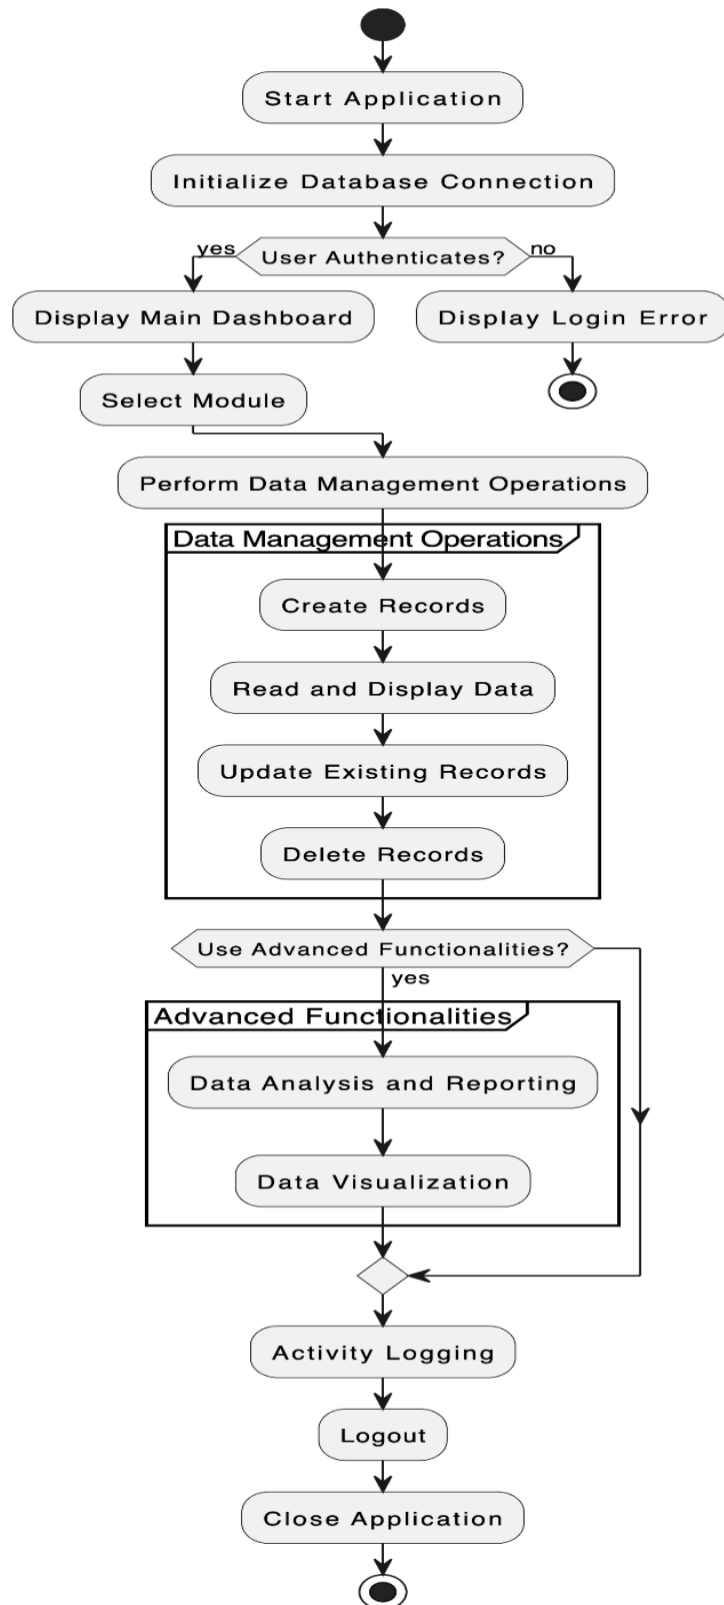 Start Application
Initialize Database Connection
yes
User Authenticates?
no
Display Main Dashboard
Display Login Error
Select Module
Perform Data Management Operations
Data Management Operations
Create Records
Read and Display Data
Update Existing Records
Delete Records
Use Advanced Functionalities?
yes
Advanced Functionalities
Data Analysis and Reporting
Data Visualization
Activity Logging
Logout
Close Application